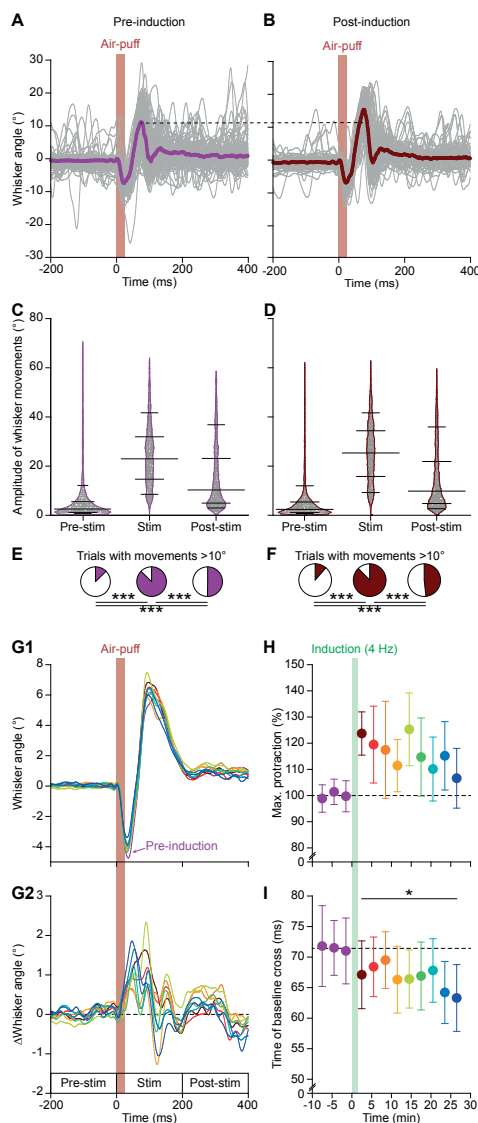 A Pre-induction B Post-induction
Air-puff Air-puff
Whisker angle (°)
30
20
10
0
-10
-20
-30
-200 0 200 400 -200 0 200 400
Time (ms) Time (ms)
C D
Amplitude of whisker movements (°)
80
60
40
20
0
Pre-stim Stim Post-stim Pre-stim Stim Post-stim
E F
Trials with movements >10° Trials with movements >10°
*** *** *** ***
*** ***
G1 Air-puff H Induction (4 Hz)
Whisker angle (°)
8
6
4
2
0
-2
-4
Pre-induction
Max. protraction (%)
150
140
130
120
110
100
90
80
0
G2 I
ΔWhisker angle (°)
3
2
1
0
-1
-2
Pre-stim Stim Post-stim
-200 0 200 400
Time (ms)
*
Time of baseline cross (ms)
80
75
70
65
60
55
50
0
-10 -5 0 5 10 15 20 25 30
Time (min)